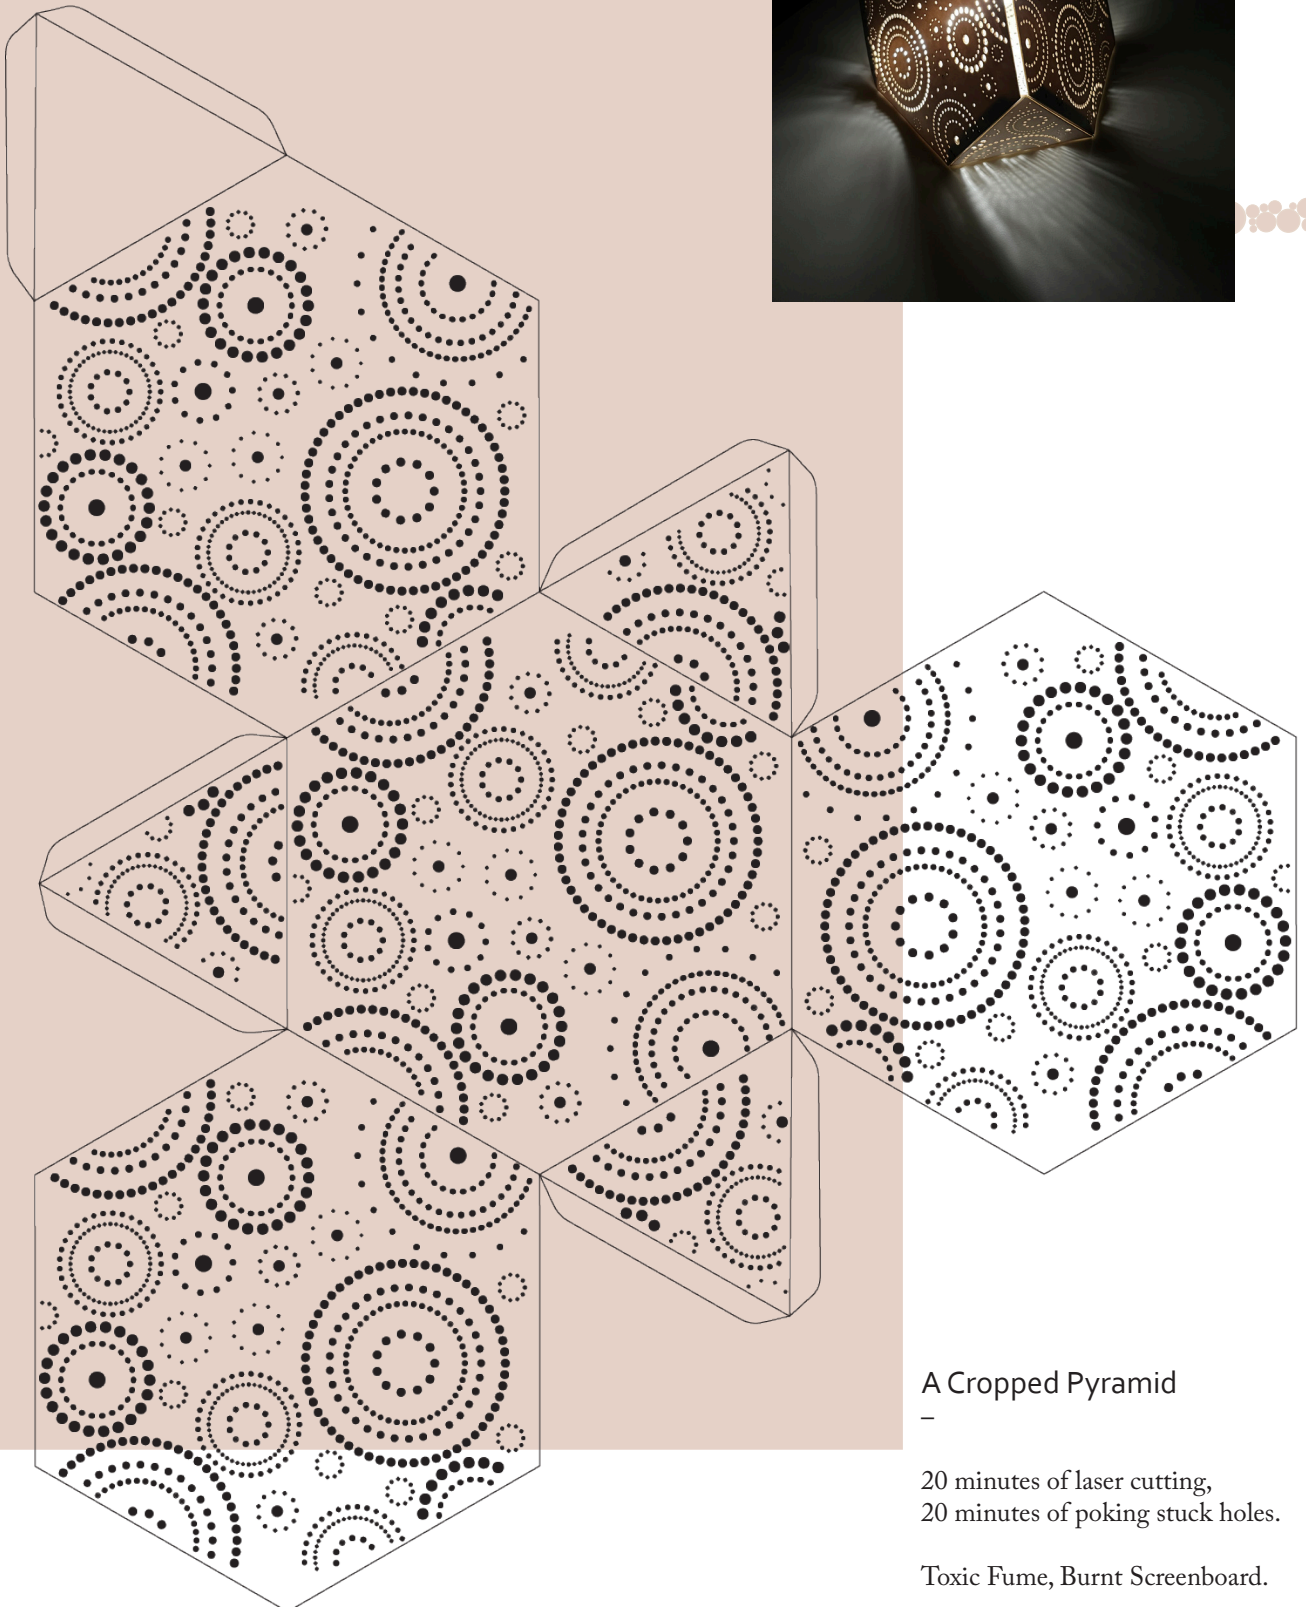 A Cropped Pyramid
–
20 minutes of laser cutting,
20 minutes of poking stuck holes.
Toxic Fume, Burnt Screenboard.